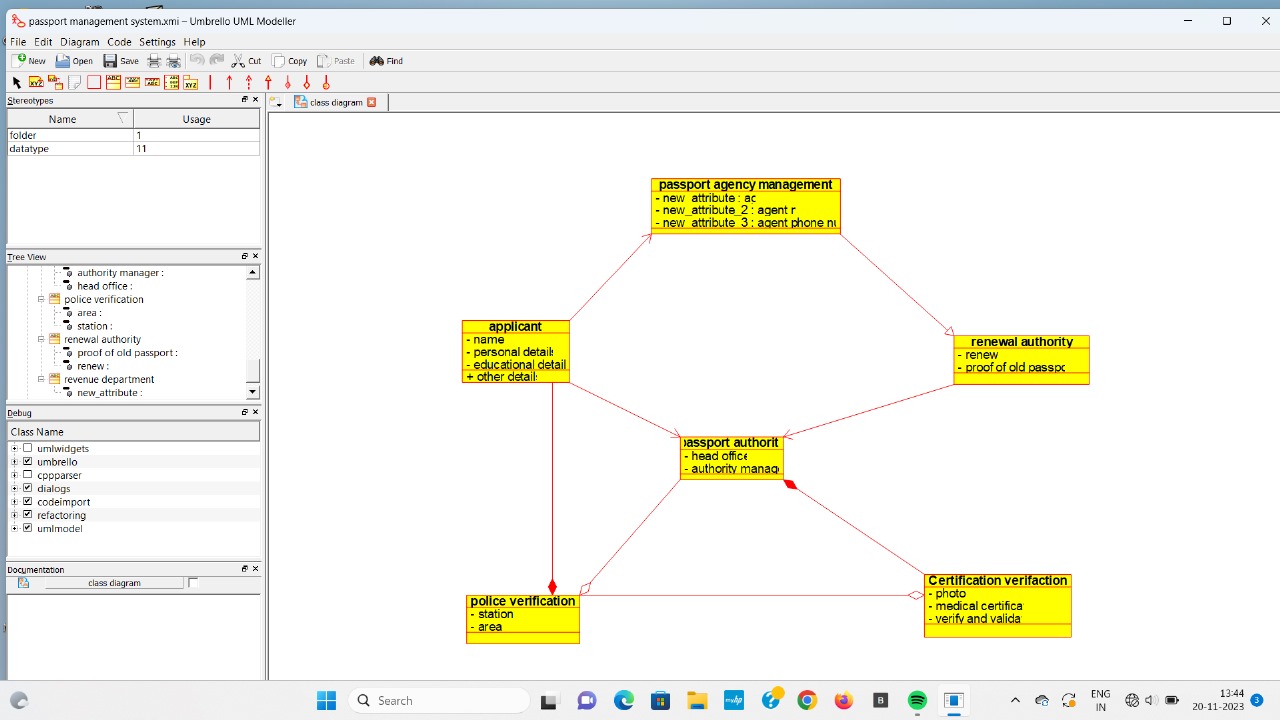 passport management system.xmi – Umbrello UML Modeller
File Edit Diagram Code Settings Help
New Open Save Cut Copy Paste Find
Stereotypes
Name Usage
folder 1
datatype 11
Tree View
authority manager :
head office :
police verification
area :
station :
renewal authority
proof of old passport :
renew :
revenue department
new_attribute :
Debug
Class Name
umlwidgets
umbrello
cppparser
dialogs
codeimport
refactoring
umlmodel
Documentation
class diagram
class diagram
passport agency management
- new_attribute : ac
- new_attribute_2 : agent r
- new_attribute_3 : agent phone nu
applicant
- name
- personal details
- educational detail
+ other details
renewal authority
- renew
- proof of old passpo
passport authorit
- head office
- authority manag
police verification
- station
- area
Certification verifaction
- photo
- medical certifica
- verify and valida
Search
ENG
IN
13:44
20-11-2023
3